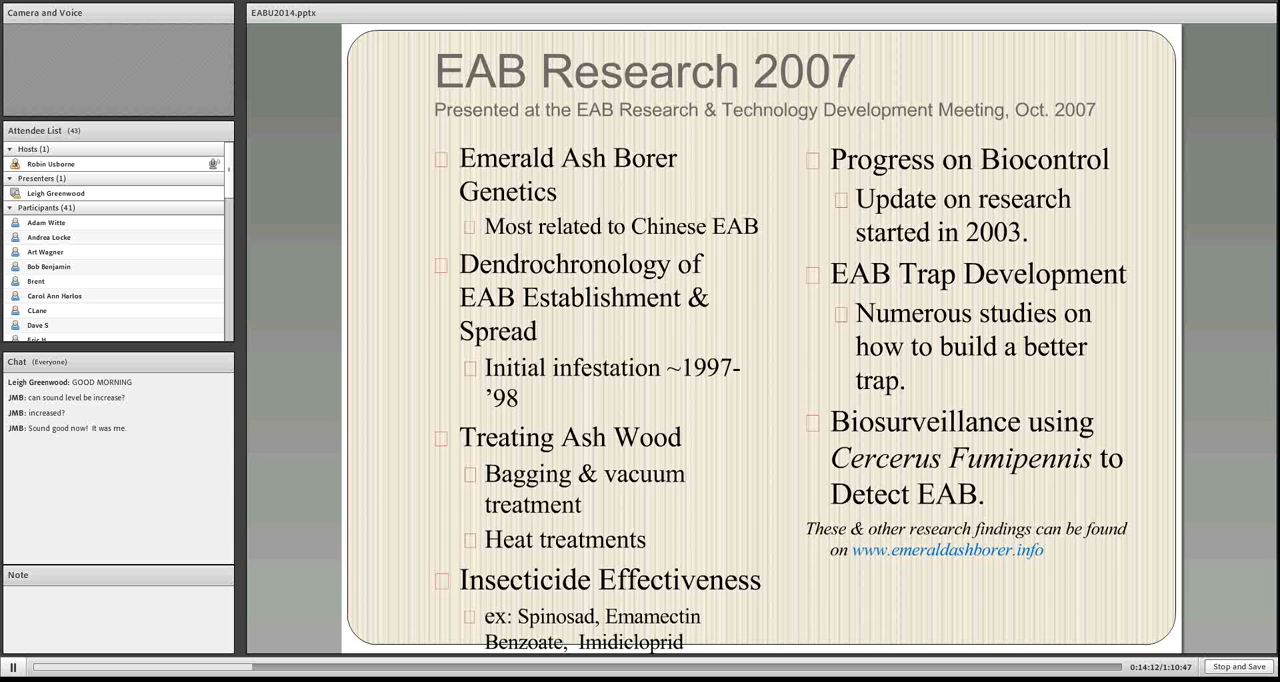 Camera and Voice
Attendee List (43)
Hosts (1)
Robin Usborne
Presenters (1)
Leigh Greenwood
Participants (41)
Adam Witte
Andrea Locke
Art Wagner
Bob Benjamin
Brent
Carol Ann Harlos
CLane
Dave S
Chat (Everyone)
Leigh Greenwood: GOOD MORNING
JMB: can sound level be increase?
JMB: increased?
JMB: Sound good now! It was me.
Note
EABU2014.pptx
EAB Research 2007
Presented at the EAB Research & Technology Development Meeting, Oct. 2007
Emerald Ash Borer
Genetics
Most related to Chinese EAB
Dendrochronology of
EAB Establishment &
Spread
Initial infestation ~1997-
’98
Treating Ash Wood
Bagging & vacuum
treatment
Heat treatments
Insecticide Effectiveness
ex: Spinosad, Emamectin
Benzoate, Imidicloprid
Progress on Biocontrol
Update on research
started in 2003.
EAB Trap Development
Numerous studies on
how to build a better
trap.
Biosurveillance using
Cercerus Fumipennis to
Detect EAB.
These & other research findings can be found
on www.emeraldashborer.info
0:14:12/1:10:47
Stop and Save